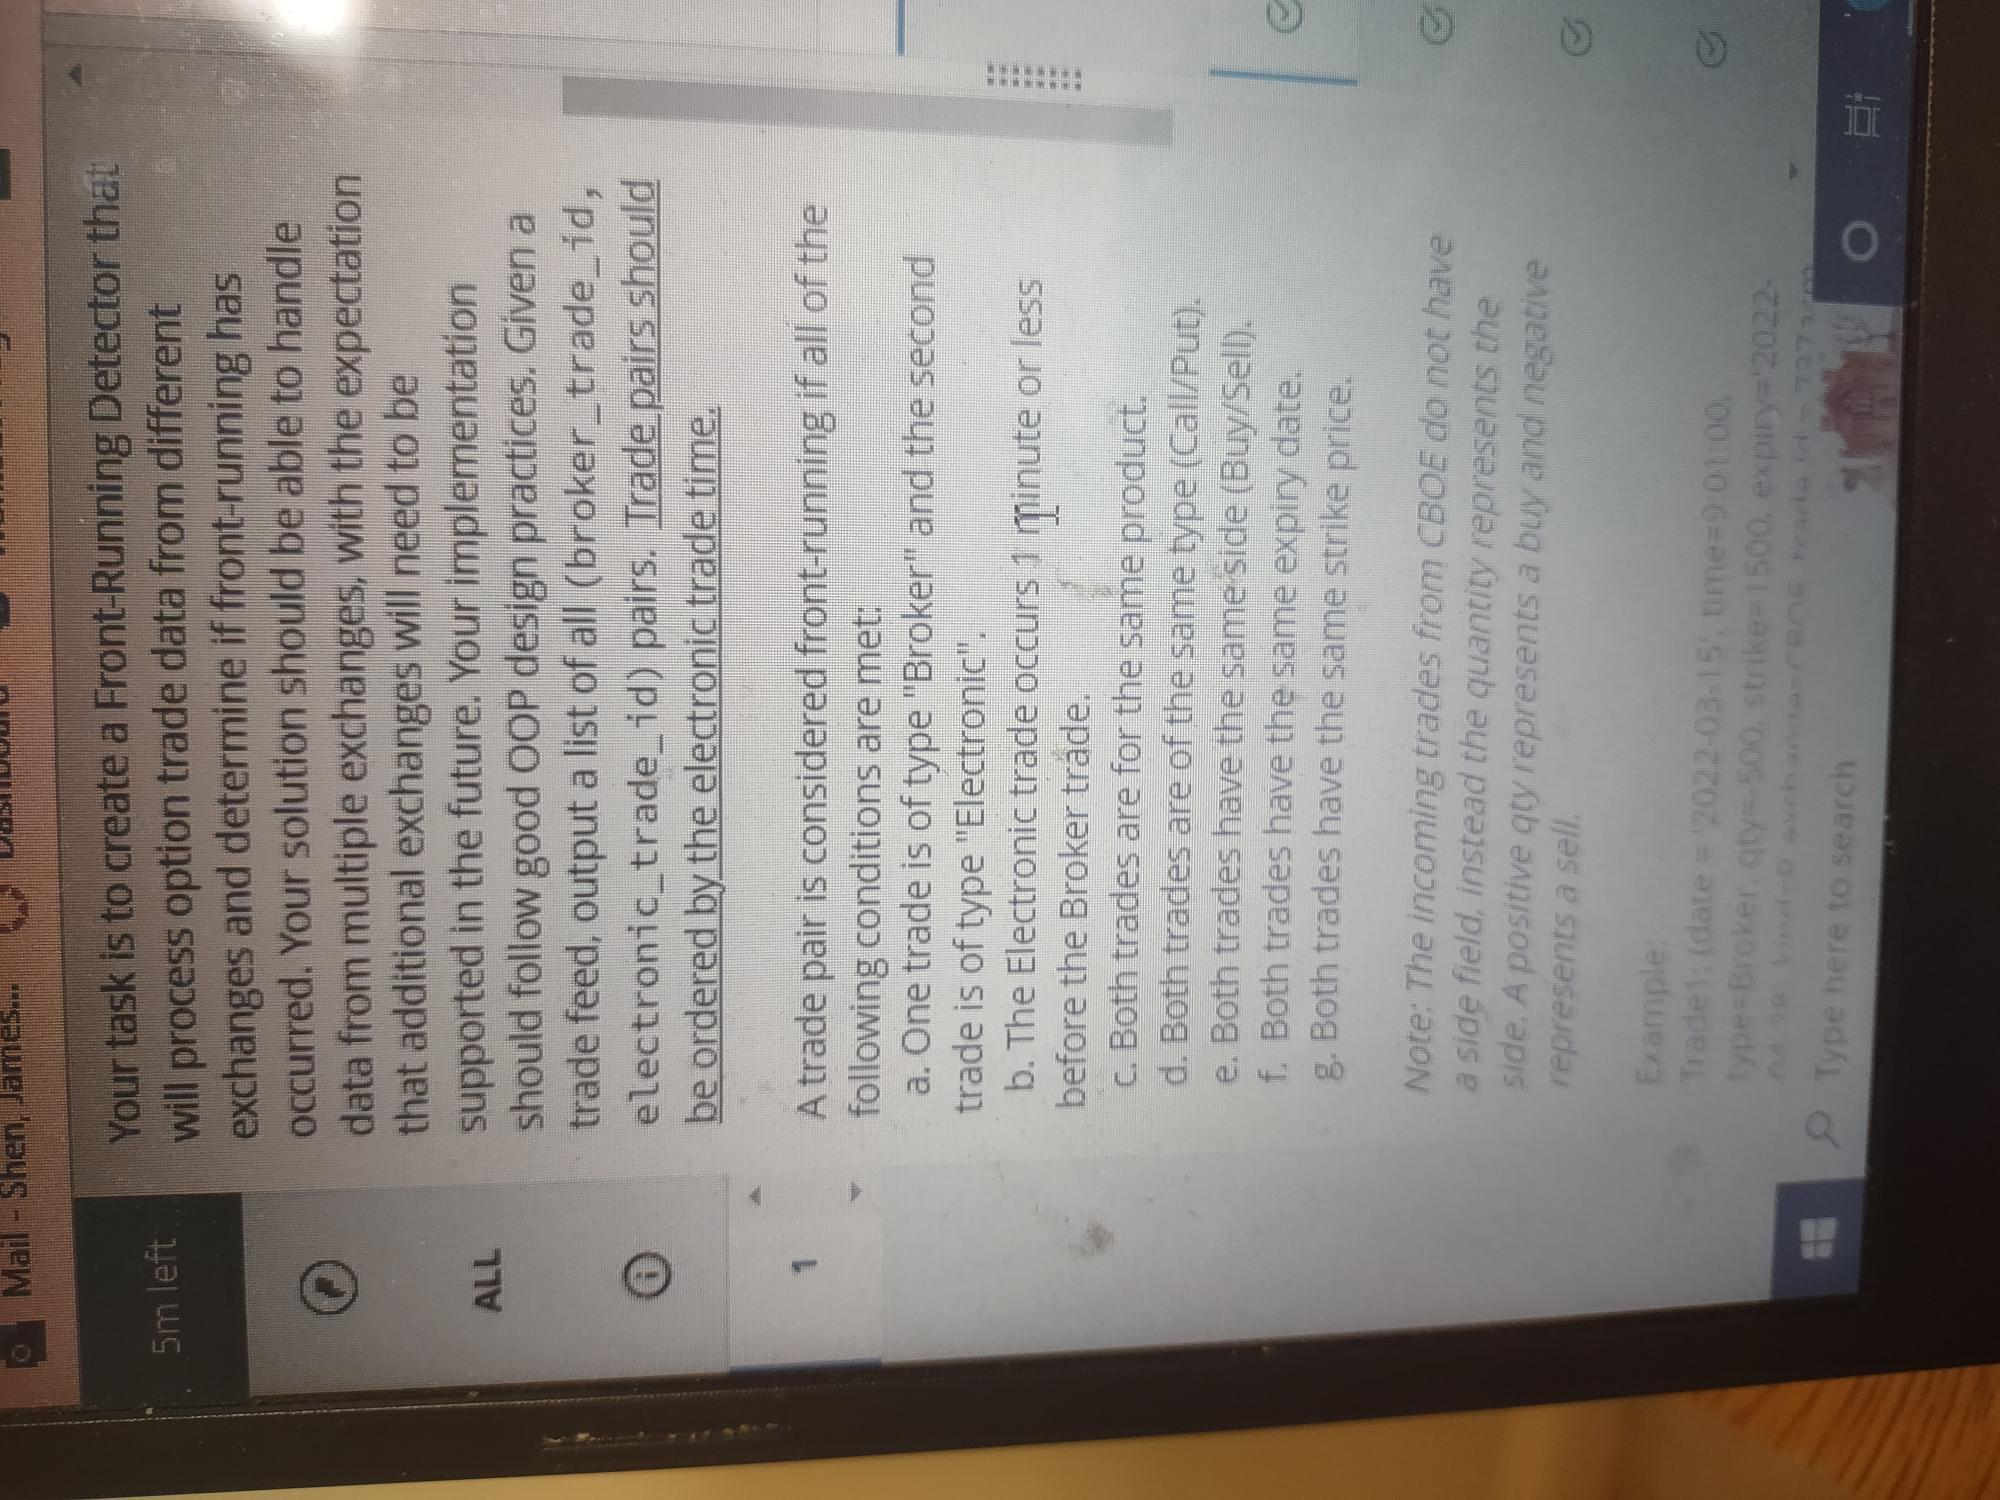 Mail - Shen, James...
Dashboard
5m left
Your task is to create a Front-Running Detector that
will process option trade data from different
exchanges and determine if front-running has
occurred. Your solution should be able to handle
data from multiple exchanges, with the expectation
that additional exchanges will need to be
supported in the future. Your implementation
should follow good OOP design practices. Given a
trade feed, output a list of all (broker_trade_id,
electronic_trade_id) pairs. Trade pairs should
be ordered by the electronic trade time.
ALL
1
A trade pair is considered front-running if all of the
following conditions are met:
a. One trade is of type "Broker" and the second
trade is of type "Electronic".
b. The Electronic trade occurs 1 minute or less
before the Broker trade.
c. Both trades are for the same product.
d. Both trades are of the same type (Call/Put).
e. Both trades have the same side (Buy/Sell).
f. Both trades have the same expiry date.
g. Both trades have the same strike price.
Note: The incoming trades from CBOE do not have
a side field, instead the quantity represents the
side. A positive qty represents a buy and negative
represents a sell.
Example:
Trade1: (date = '2022-03-15', time=9:01:00,
type=Broker, qty=-500, strike=1500, expiry='2022-
kind=P, exchange=CBOE, trade_id =
Type here to search